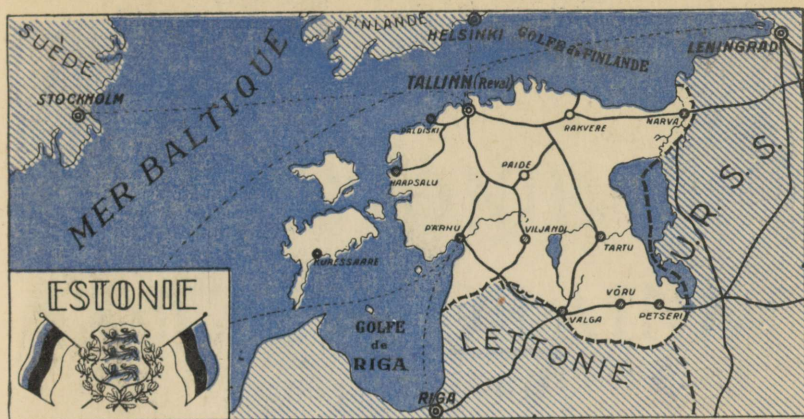 SUÈDE
FINLANDE
HELSINKI
GOLFE de FINLANDE
LENINGRAD
STOCKHOLM
MER BALTIQUE
TALLINN (Reval)
PALDISKI
RAKVERE
NARVA
HAAPSALU
PAIDE
U.R.S.S.
PÄRNU
VILJANDI
TARTU
KURESSAARE
ESTONIE
GOLFE
de
RIGA
VÕRU
PETSERI
VALGA
LETTONIE
RIGA